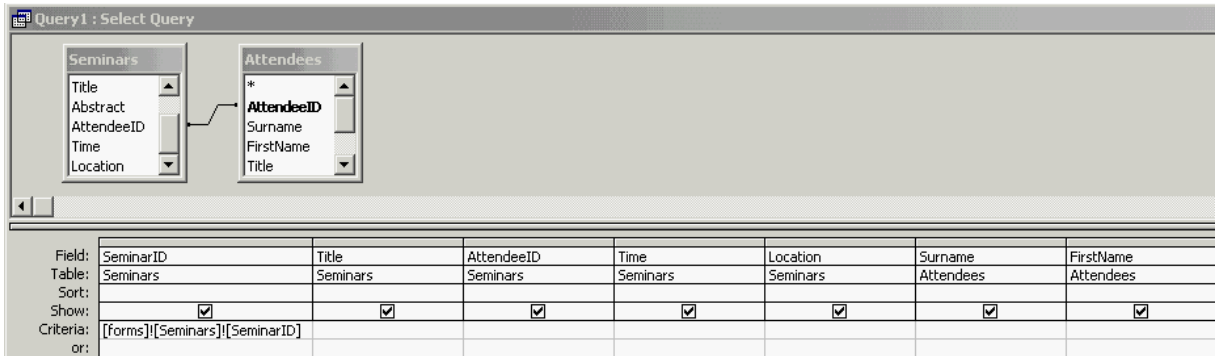 Query1 : Select Query
Seminars
Title
Abstract
AttendeeID
Time
Location
Attendees
*
AttendeeID
Surname
FirstName
Title
Field: SeminarID Title AttendeeID Time Location Surname FirstName
Table: Seminars Seminars Seminars Seminars Seminars Attendees Attendees
Sort:
Show:
Criteria: [forms]![Seminars]![SeminarID]
or: